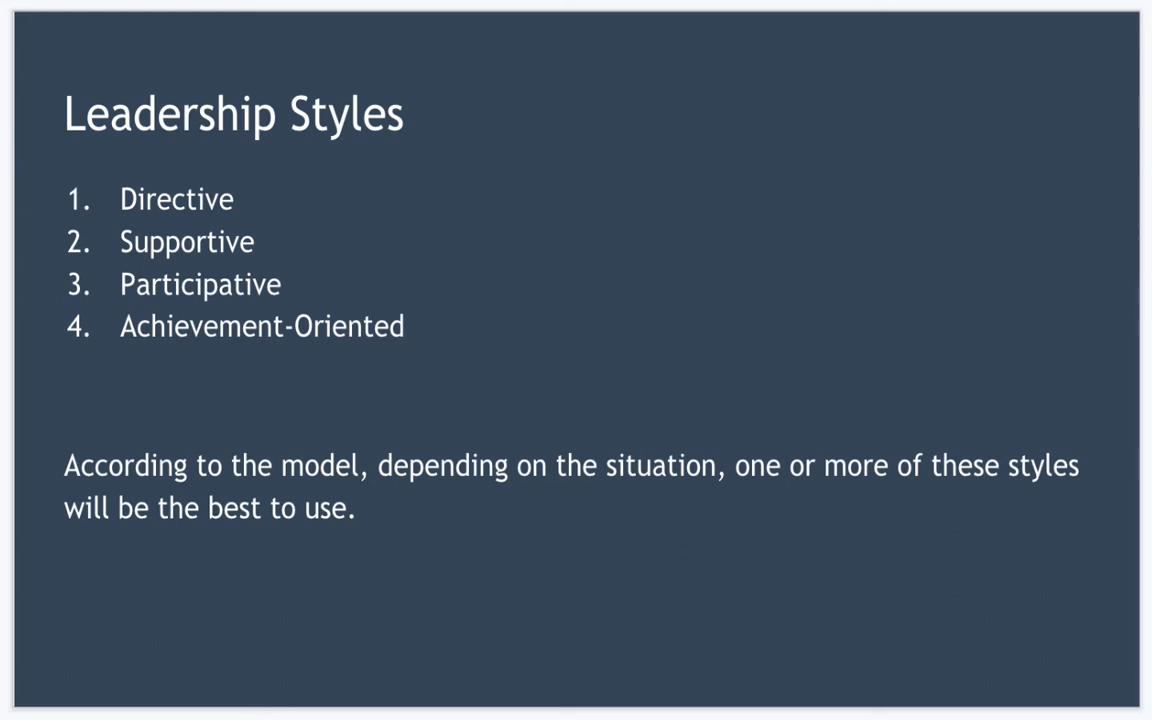 Leadership Styles
1. Directive
2. Supportive
3. Participative
4. Achievement-Oriented
According to the model, depending on the situation, one or more of these styles
will be the best to use.